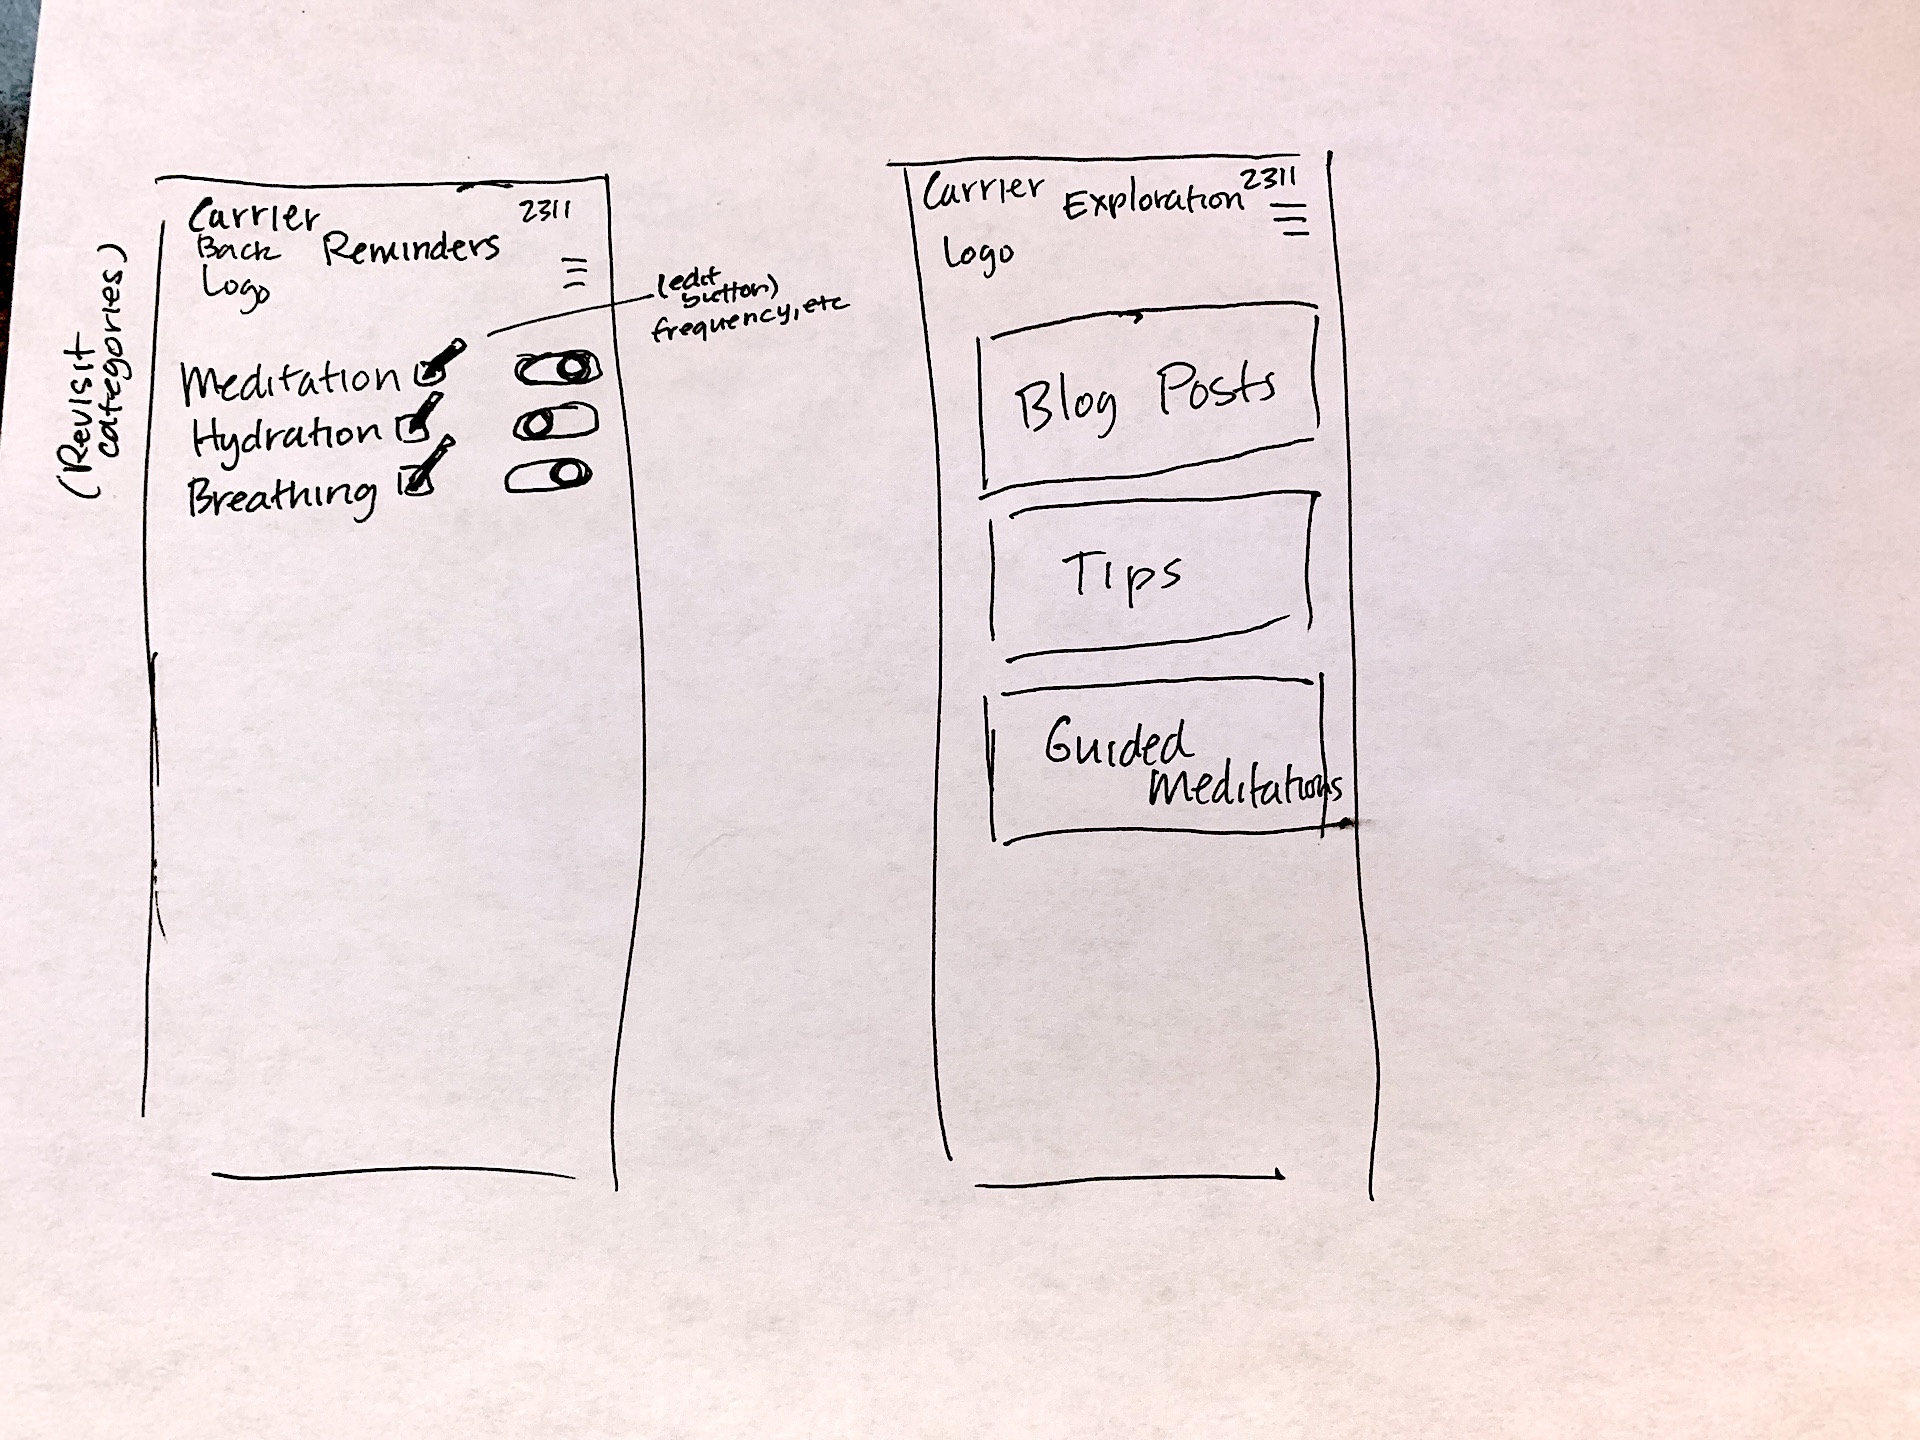 Carrier 2311
Back Reminders
Logo
(edit
button)
frequency, etc
(Revisit
categories)
Meditation
Hydration
Breathing
Carrier Exploration 2311
Logo
Blog Posts
Tips
Guided
Meditations